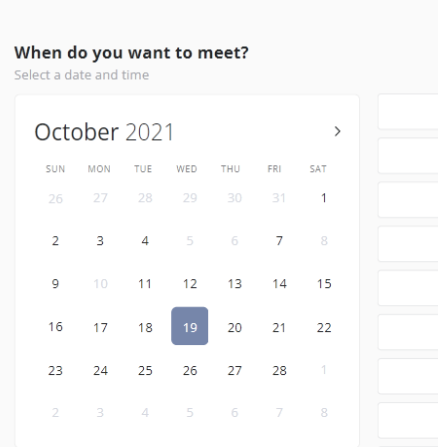 When do you want to meet?
Select a date and time
October 2021 >
SUN MON TUE WED THU FRI SAT
26 27 28 29 30 31 1
2 3 4 5 6 7 8
9 10 11 12 13 14 15
16 17 18 19 20 21 22
23 24 25 26 27 28 1
2 3 4 5 6 7 8